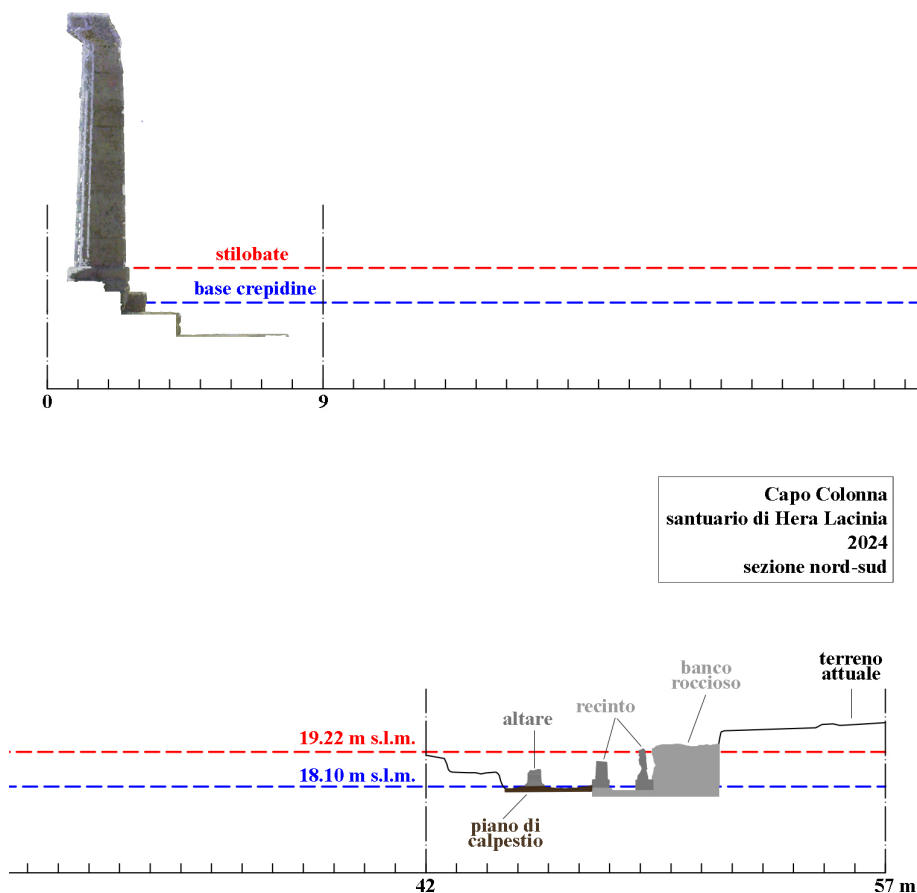 stilobate
base crepidine
0
9
Capo Colonna
santuario di Hera Lacinia
2024
sezione nord-sud
terreno
attuale
banco
roccioso
recinto
altare
19.22 m s.l.m.
18.10 m s.l.m.
piano di
calpestio
42
57 m